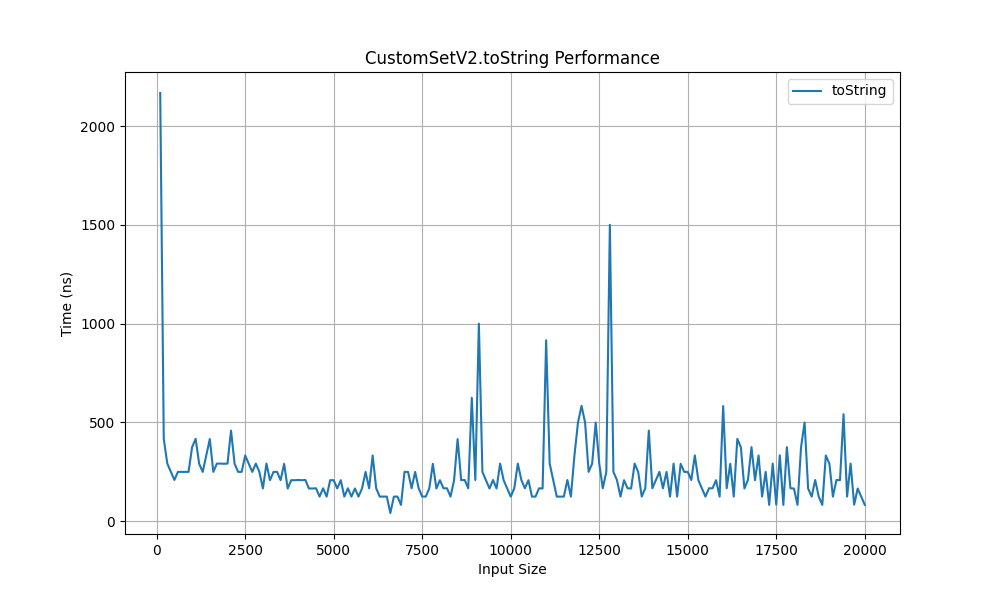 CustomSetV2.toString Performance
toString
2000
1500
1000
500
0
Time (ns)
0 2500 5000 7500 10000 12500 15000 17500 20000
Input Size